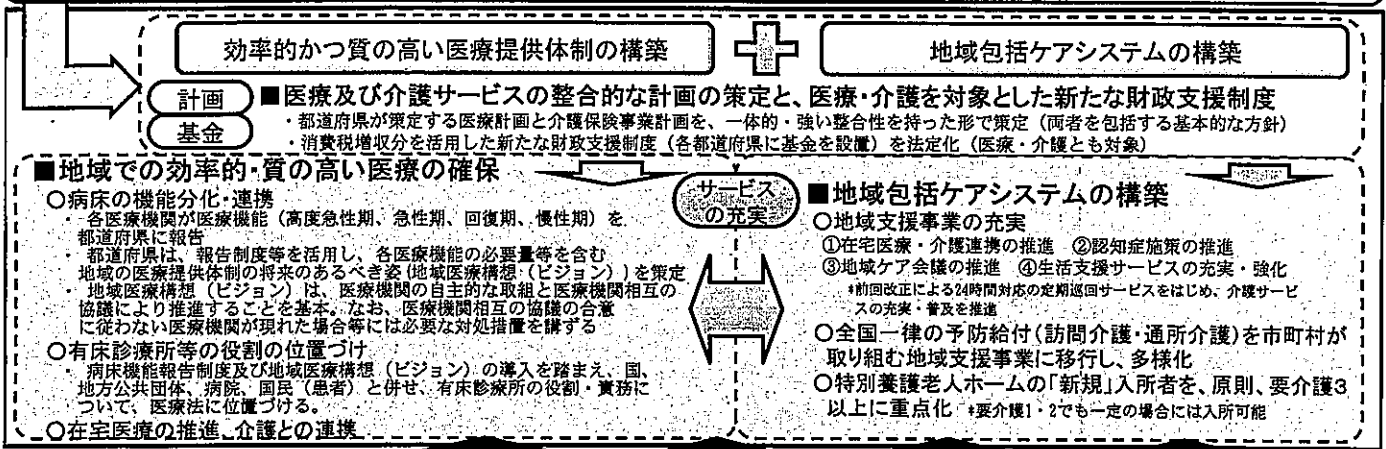 効率的かつ質の高い医療提供体制の構築
地域包括ケアシステムの構築
計画
基金
■医療及び介護サービスの整合的な計画の策定と、医療・介護を対象とした新たな財政支援制度
・都道府県が策定する医療計画と介護保険事業計画を、一体的・強い整合性を持った形で策定（両者を包括する基本的な方針）
・消費税増収分を活用した新たな財政支援制度（各都道府県に基金を設置）を法定化（医療・介護とも対象）
■地域での効率的・質の高い医療の確保
○病床の機能分化・連携
・各医療機関が医療機能（高度急性期、急性期、回復期、慢性期）を
都道府県に報告
・都道府県は、報告制度等を活用し、各医療機能の必要量等を含む
地域の医療提供体制の将来のあるべき姿(地域医療構想（ビジョン）)を策定
・地域医療構想（ビジョン）は、医療機関の自主的な取組と医療機関相互の
協議により推進することを基本。なお、医療機関相互の協議の合意
に従わない医療機関が現れた場合等には必要な対処措置を講ずる
○有床診療所等の役割の位置づけ
・病床機能報告制度及び地域医療構想（ビジョン）の導入を踏まえ、国、
地方公共団体、病院、国民（患者）と併せ、有床診療所の役割・責務に
ついて、医療法に位置づける。
○在宅医療の推進、介護との連携
サービス
の充実
■地域包括ケアシステムの構築
○地域支援事業の充実
①在宅医療・介護連携の推進 ②認知症施策の推進
③地域ケア会議の推進 ④生活支援サービスの充実・強化
*前回改正による24時間対応の定期巡回サービスをはじめ、介護サービ
スの充実・普及を推進
○全国一律の予防給付(訪問介護・通所介護)を市町村が
取り組む地域支援事業に移行し、多様化
○特別養護老人ホームの「新規」入所者を、原則、要介護3
以上に重点化 *要介護1・2でも一定の場合には入所可能